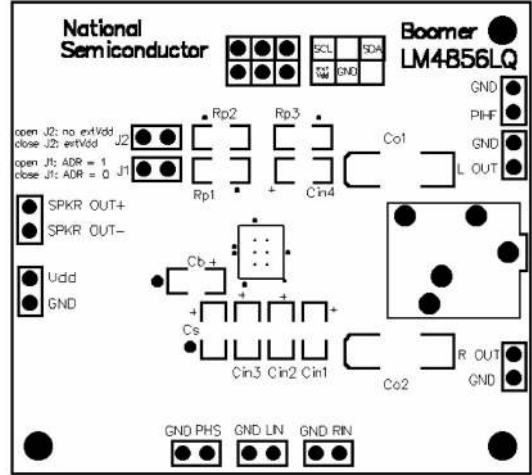 National
Semiconductor
Boomer
LM4856LQ
SCL SDA
GND
GND
PIHF
Rp2 Rp3
open J2: no extVdd
close J2: extVdd
J2
Co1
GND
L OUT
open J1: ADR = 1
close J1: ADR = 0
J1
Rp1 + Cin4
SPKR OUT+
SPKR OUT-
Cb +
Vdd
GND
+ + + +
Cs
Cin3 Cin2 Cin1
R OUT
GND
Co2
GND PHS GND LIN GND RIN